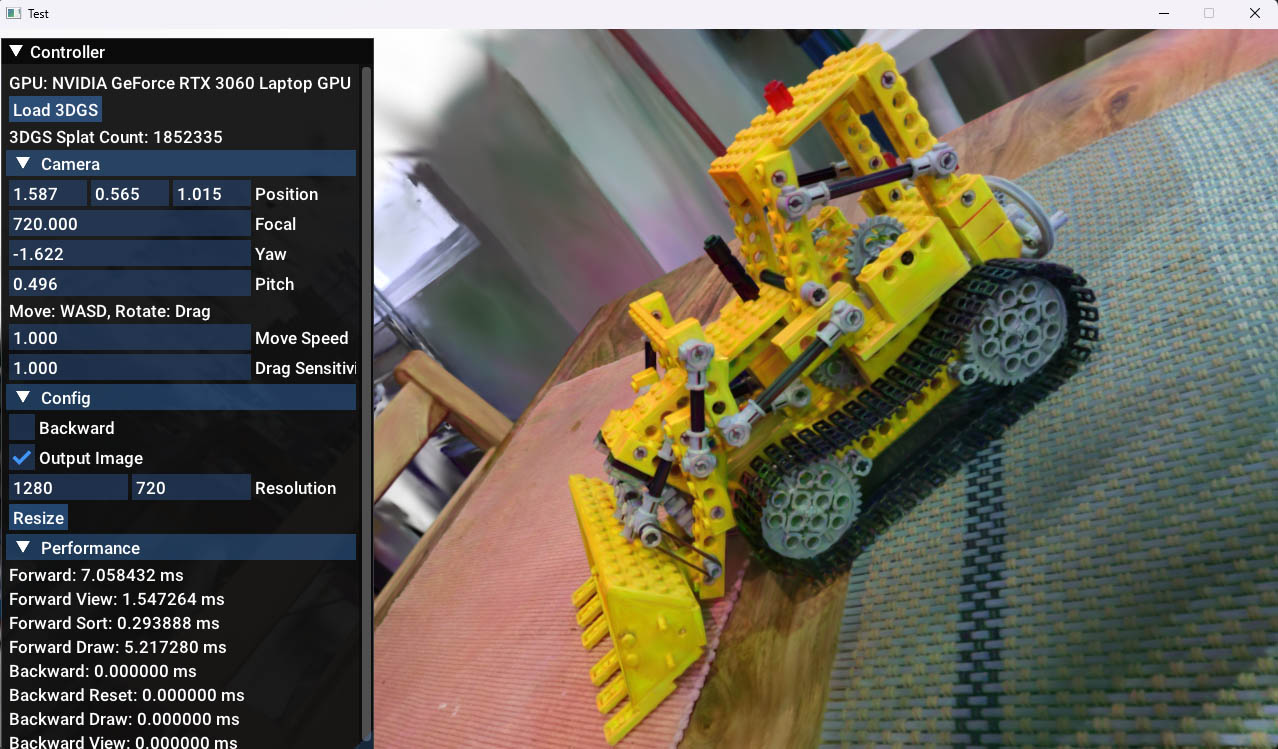 Test
Controller
GPU: NVIDIA GeForce RTX 3060 Laptop GPU
Load 3DGS
3DGS Splat Count: 1852335
Camera
1.587 0.565 1.015 Position
720.000 Focal
-1.622 Yaw
0.496 Pitch
Move: WASD, Rotate: Drag
1.000 Move Speed
1.000 Drag Sensitivi
Config
Backward
Output Image
1280 720 Resolution
Resize
Performance
Forward: 7.058432 ms
Forward View: 1.547264 ms
Forward Sort: 0.293888 ms
Forward Draw: 5.217280 ms
Backward: 0.000000 ms
Backward Reset: 0.000000 ms
Backward Draw: 0.000000 ms
Backward View: 0.000000 ms